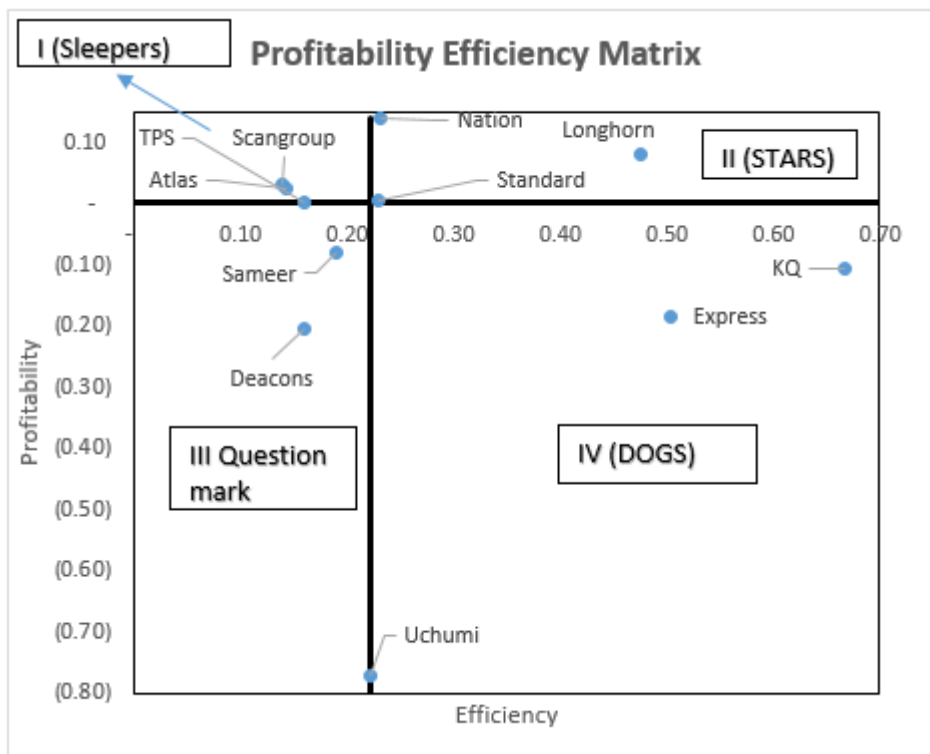 I (Sleepers)
Profitability Efficiency Matrix
0.10
-
(0.10)
(0.20)
(0.30)
(0.40)
(0.50)
(0.60)
(0.70)
(0.80)
Profitability
TPS
Scangroup
Atlas
Nation
Longhorn
II (STARS)
Standard
-
0.10
0.20
0.30
0.40
0.50
0.60
0.70
Sameer
KQ
Express
Deacons
III Question
mark
IV (DOGS)
Uchumi
Efficiency